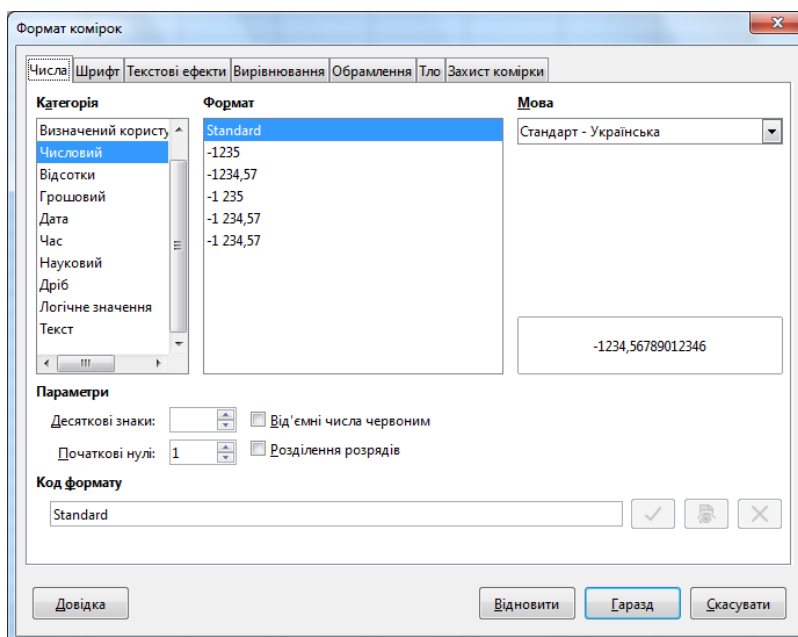 Формат комірок
Числа Шрифт Текстові ефекти Вирівнювання Обрамлення Тло Захист комірки
Категорія Формат Мова
Визначений користу Standard Стандарт - Українська
Числовий -1235
Відсотки -1234,57
Грошовий -1 235
Дата -1 234,57
Час -1 234,57
Науковий
Дріб
Логічне значення
Текст
-1234,56789012346
Параметри
Десяткові знаки: Від'ємні числа червоним
Початкові нулі: 1 Розділення розрядів
Код формату
Standard
Довідка Відновити Гаразд Скасувати